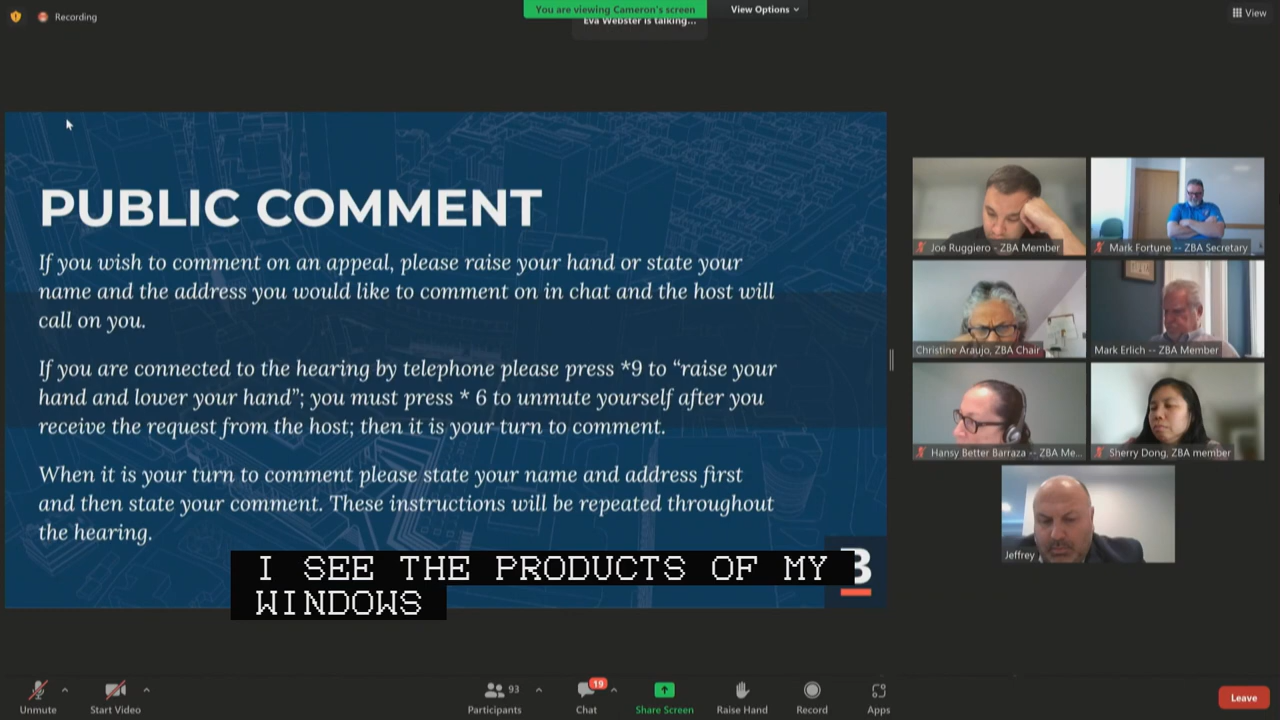 Recording
You are viewing Cameron's screen
View Options
Eva Webster is talking...
View
PUBLIC COMMENT
If you wish to comment on an appeal, please raise your hand or state your
name and the address you would like to comment on in chat and the host will
call on you.
If you are connected to the hearing by telephone please press *9 to “raise your
hand and lower your hand”; you must press * 6 to unmute yourself after you
receive the request from the host; then it is your turn to comment.
When it is your turn to comment please state your name and address first
and then state your comment. These instructions will be repeated throughout
the hearing.
B
I SEE THE PRODUCTS OF MY
WINDOWS
Joe Ruggiero - ZBA Member
Mark Fortune -- ZBA Secretary
Christine Araujo, ZBA Chair
Mark Erlich -- ZBA Member
Hansy Better Barraza -- ZBA Me...
Sherry Dong, ZBA member
Jeffrey
Unmute
Start Video
93
Participants
19
Chat
Share Screen
Raise Hand
Record
Apps
Leave